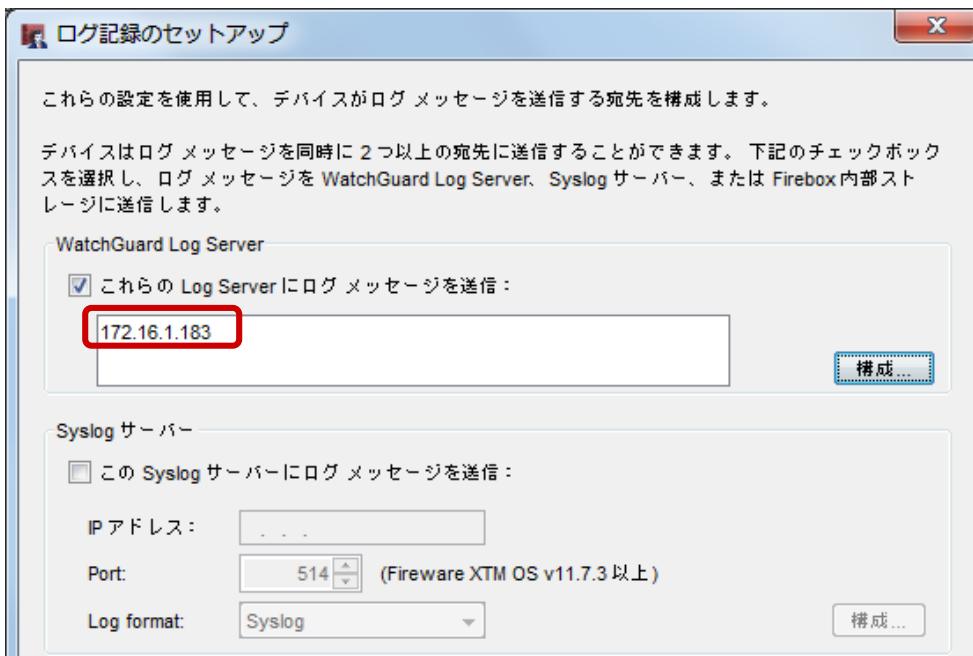 ログ記録のセットアップ
これらの設定を使用して、デバイスがログ メッセージを送信する宛先を構成します。
デバイスはログ メッセージを同時に 2 つ以上の宛先に送信することができます。 下記のチェックボック
スを選択し、ログ メッセージを WatchGuard Log Server、Syslog サーバー、または Firebox 内部スト
レージに送信します。
WatchGuard Log Server
これらの Log Server にログ メッセージを送信：
172.16.1.183
構成...
Syslog サーバー
この Syslog サーバーにログ メッセージを送信：
IP アドレス： . . .
Port: 514 (Fireware XTM OS v11.7.3 以上)
Log format: Syslog 構成...